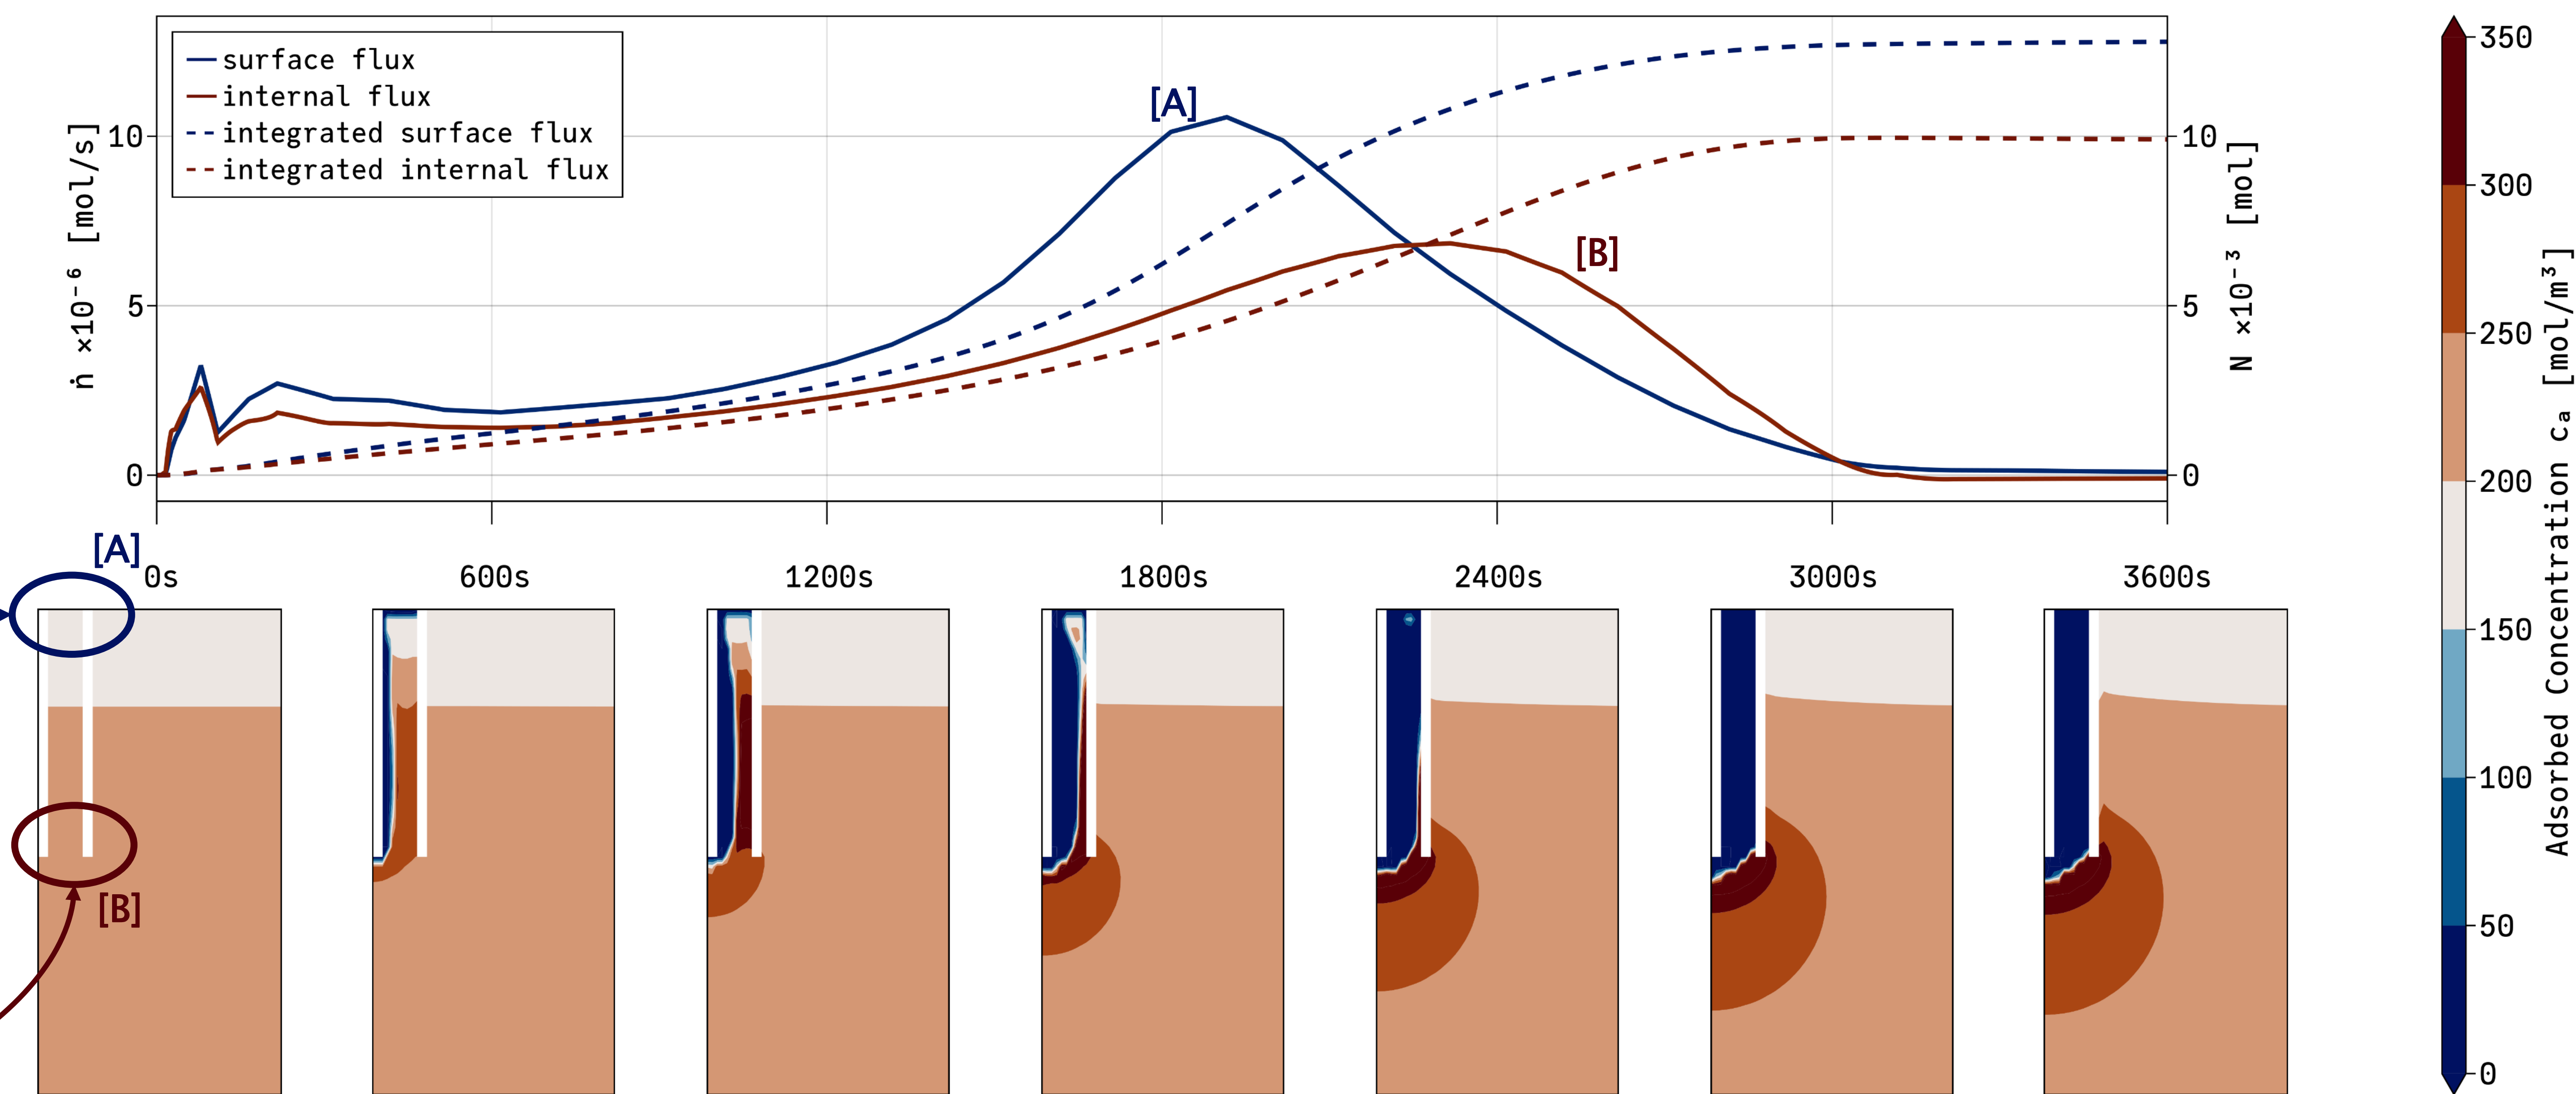 surface flux
internal flux
integrated surface flux
integrated internal flux
ṅ ×10⁻⁶ [mol/s]
10
5
0
[A]
[B]
10
5
0
N ×10⁻³ [mol]
[A]
0s
600s
1200s
1800s
2400s
3000s
3600s
[B]
350
300
250
200
150
100
50
0
Adsorbed Concentration cₐ [mol/m³]